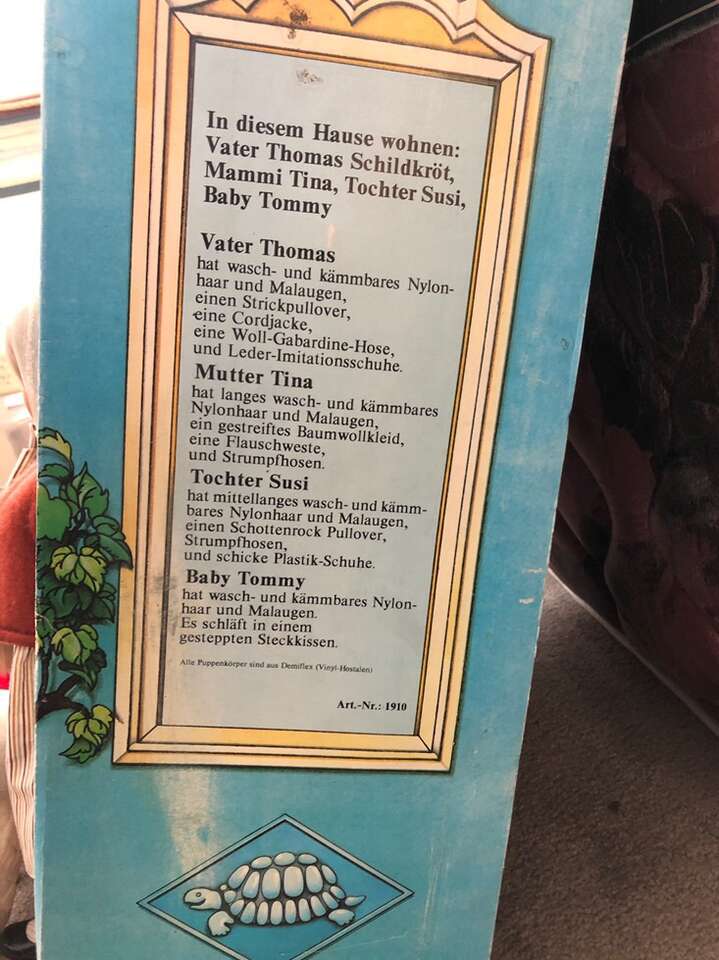 In diesem Hause wohnen:
Vater Thomas Schildkröt,
Mammi Tina, Tochter Susi,
Baby Tommy
Vater Thomas
hat wasch- und kämmbares Nylon-
haar und Malaugen,
einen Strickpullover,
eine Cordjacke,
eine Woll-Gabardine-Hose,
und Leder-Imitationsschuhe.
Mutter Tina
hat langes wasch- und kämmbares
Nylonhaar und Malaugen,
ein gestreiftes Baumwollkleid,
eine Flauschweste,
und Strumpfhosen.
Tochter Susi
hat mittellanges wasch- und kämm-
bares Nylonhaar und Malaugen,
einen Schottenrock Pullover,
Strumpfhosen,
und schicke Plastik-Schuhe.
Baby Tommy
hat wasch- und kämmbares Nylon-
haar und Malaugen.
Es schläft in einem
gesteppten Steckkissen.
Alle Puppenkörper sind aus Demiflex (Vinyl-Hostalen)
Art.-Nr.: 1910